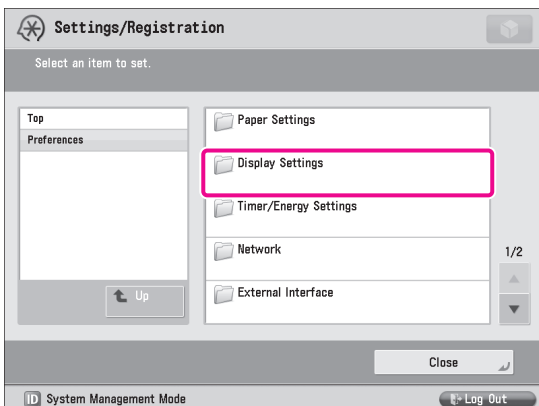 Settings/Registration
Select an item to set.
Top
Preferences
Up
Paper Settings
Display Settings
Timer/Energy Settings
Network
External Interface
1/2
Close
ID System Management Mode
Log Out